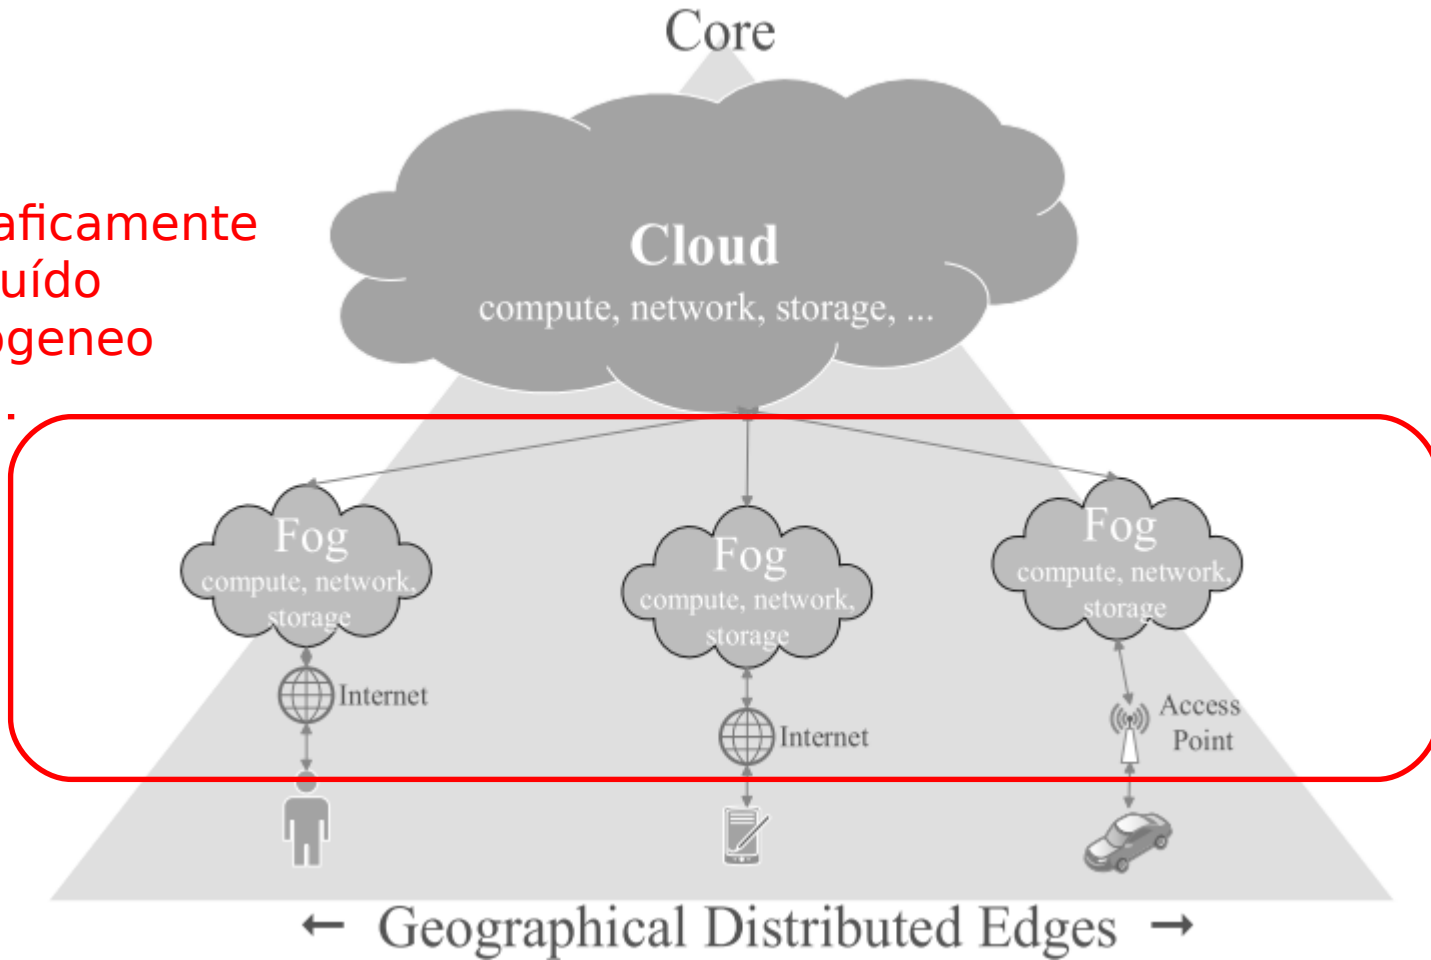 Core
aficamente
uído
ogeneo
Cloud
compute, network, storage, ...
Fog
compute, network,
storage
Fog
compute, network,
storage
Fog
compute, network,
storage
Internet
Internet
Access
Point
← Geographical Distributed Edges →